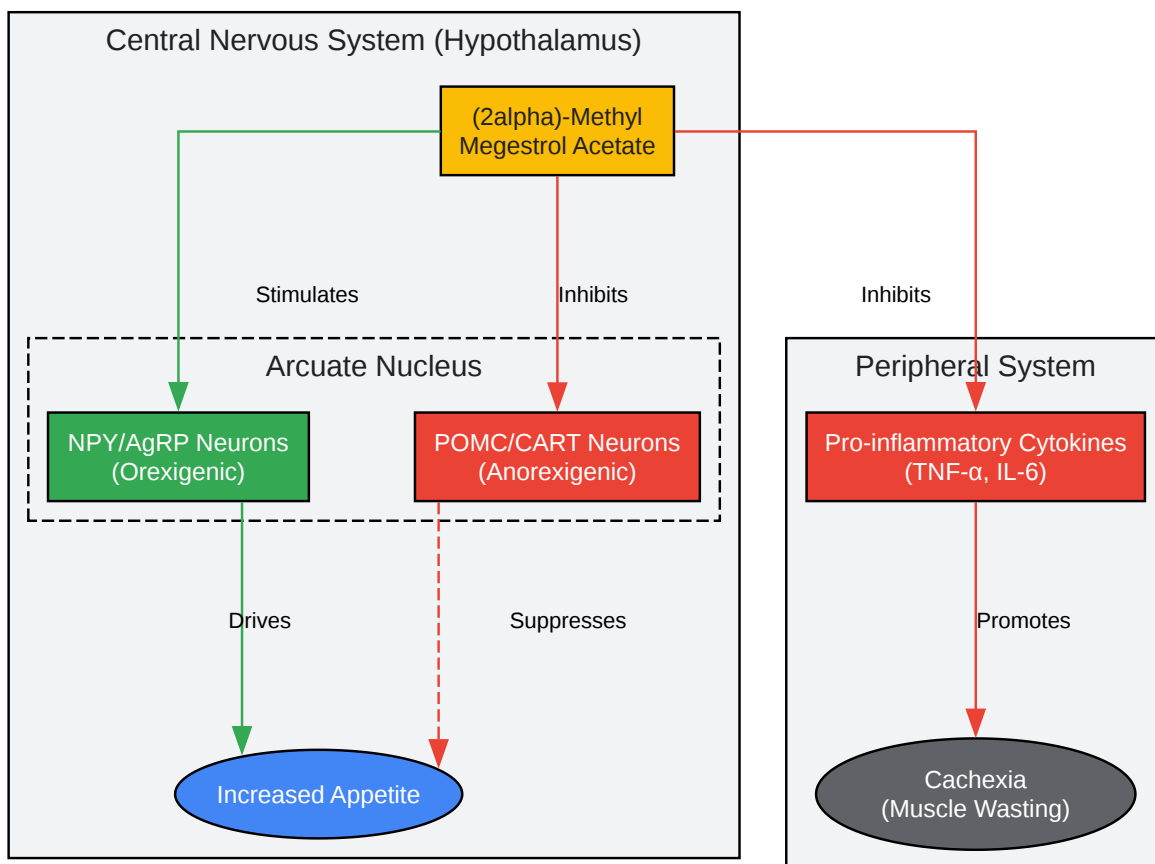 Central Nervous System (Hypothalamus)
(2alpha)-Methyl
Megestrol Acetate
Stimulates
Inhibits
Inhibits
Arcuate Nucleus
Peripheral System
NPY/AgRP Neurons
(Orexigenic)
POMC/CART Neurons
(Anorexigenic)
Pro-inflammatory Cytokines
(TNF-α, IL-6)
Drives
Suppresses
Promotes
Increased Appetite
Cachexia
(Muscle Wasting)